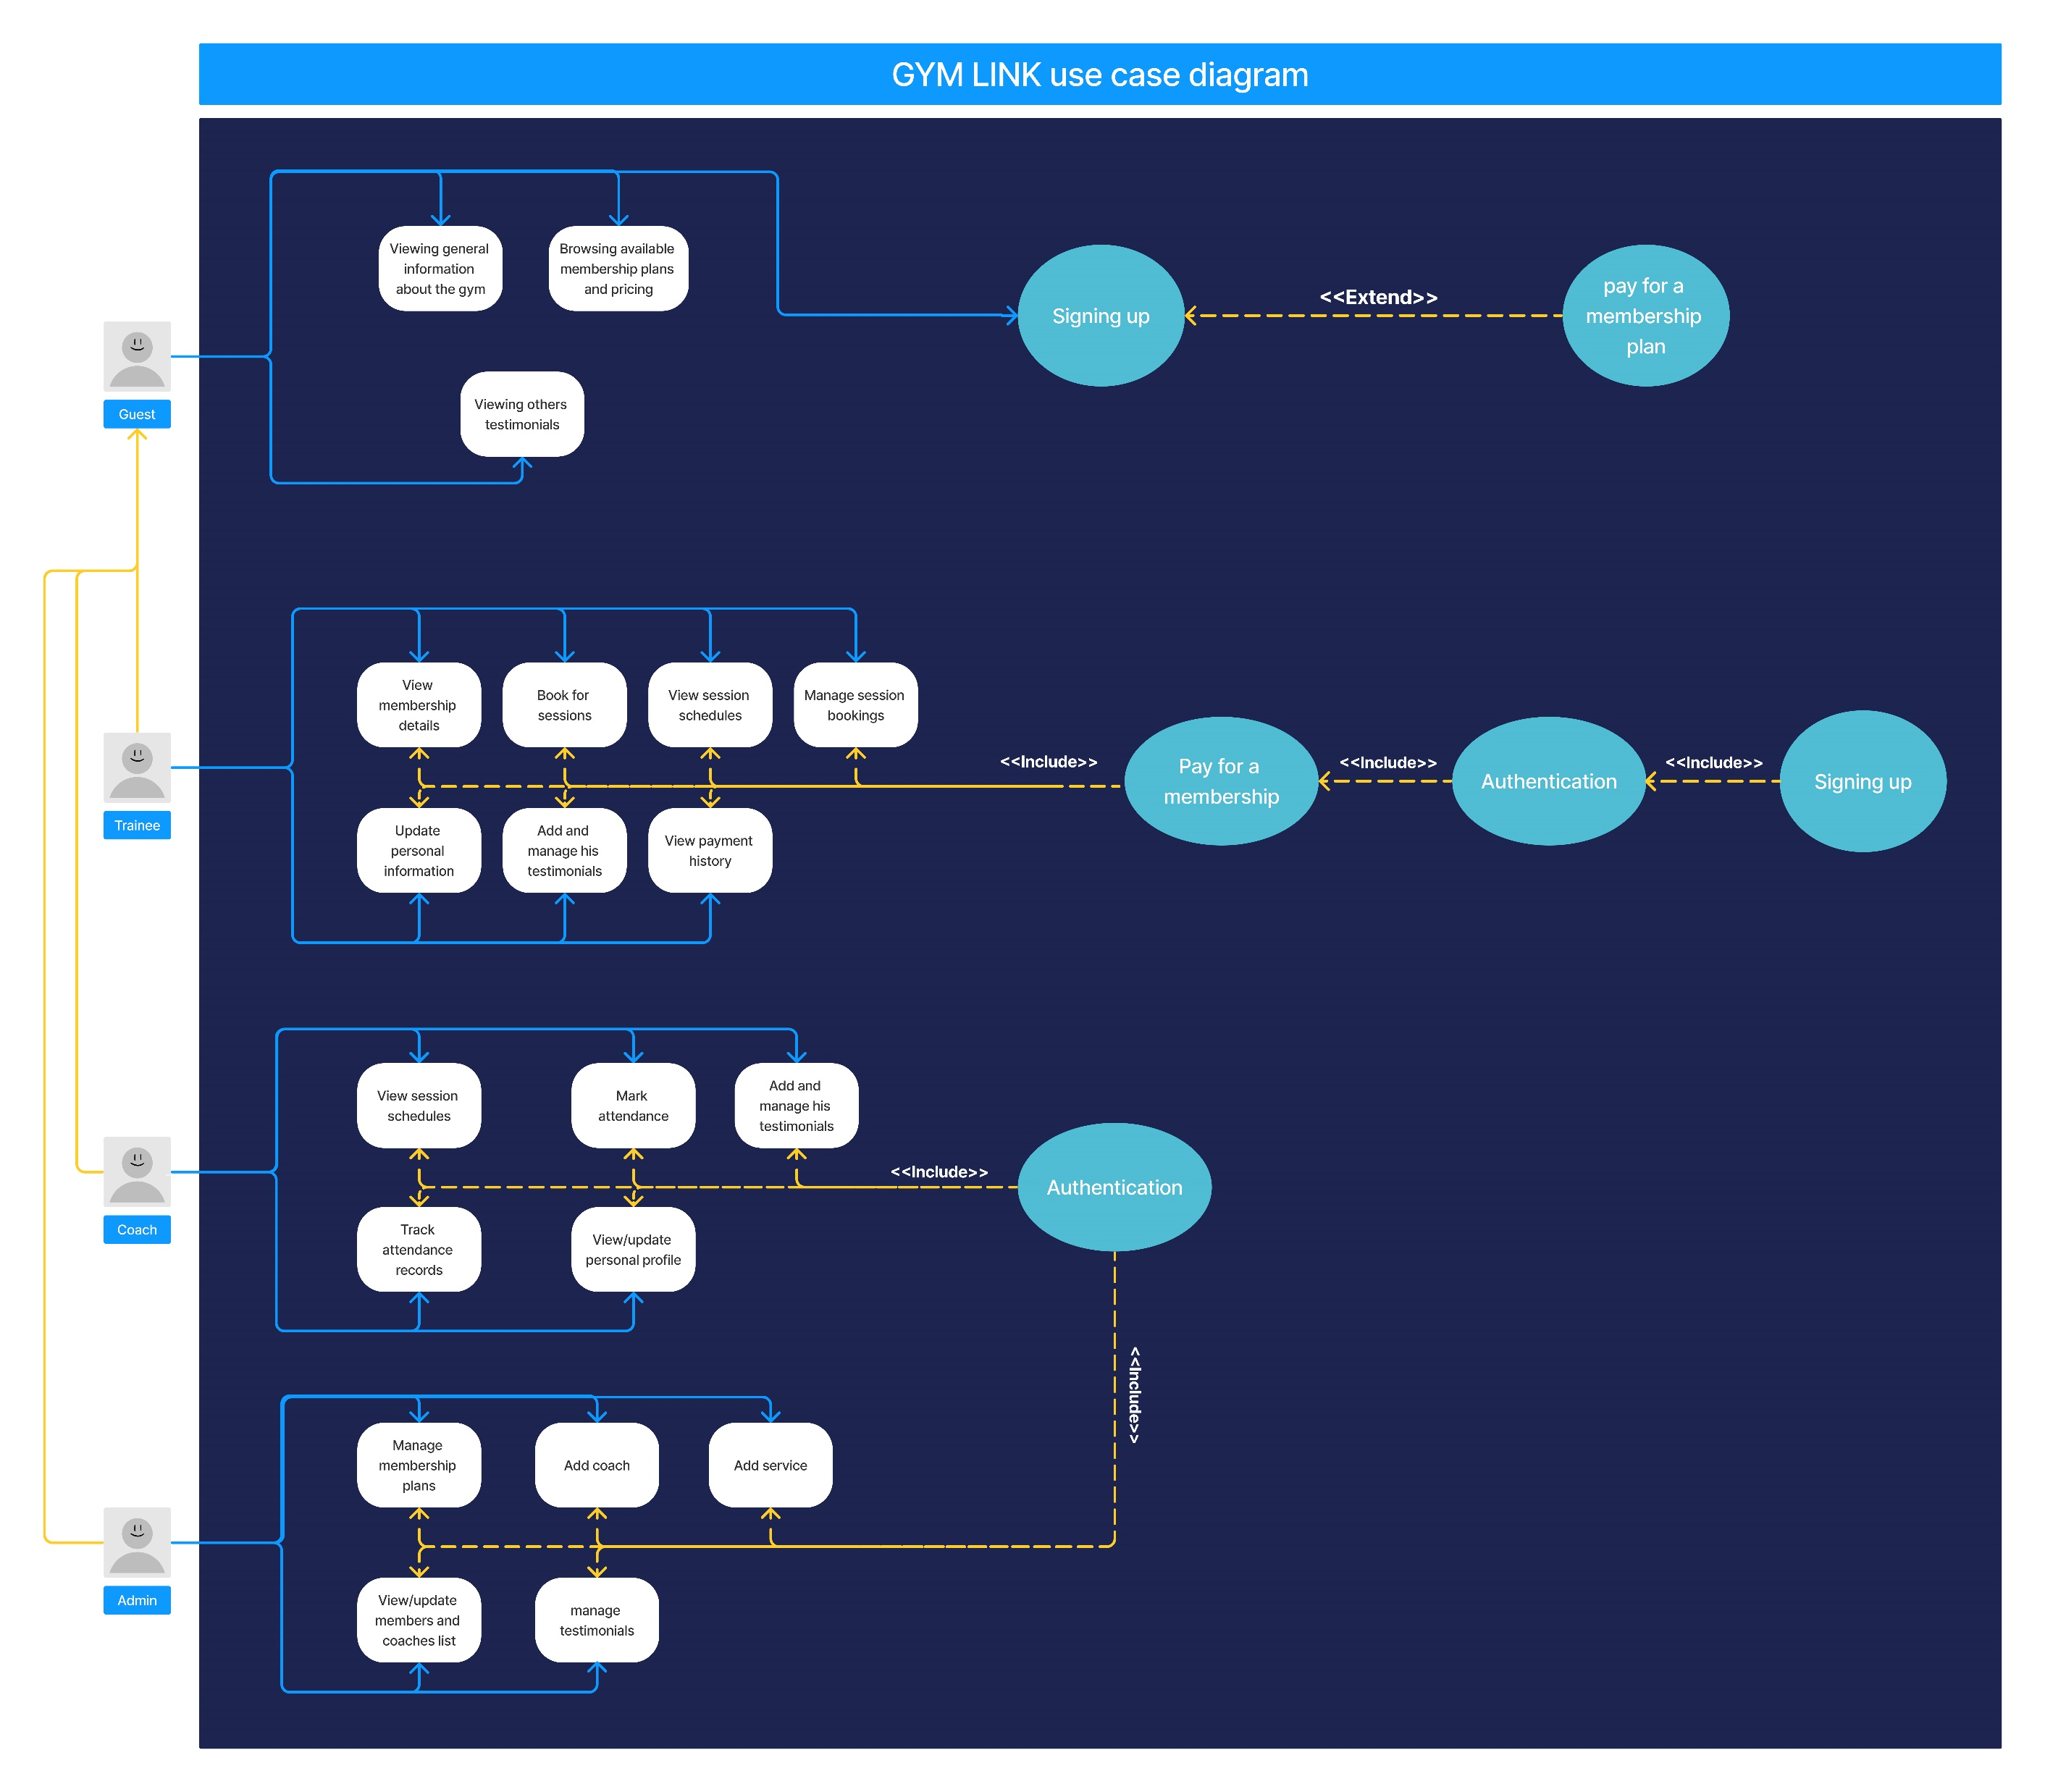 GYM LINK use case diagram
Viewing general
information
about the gym
Browsing available
membership plans
and pricing
Signing up
<<Extend>>
pay for a
membership
plan
Viewing others
testimonials
Guest
View
membership
details
Book for
sessions
View session
schedules
Manage session
bookings
<<Include>>
Pay for a
membership
<<Include>>
Authentication
<<Include>>
Signing up
Trainee
Update
personal
information
Add and
manage his
testimonials
View payment
history
View session
schedules
Mark
attendance
Add and
manage his
testimonials
<<Include>>
Authentication
Coach
Track
attendance
records
View/update
personal profile
<<Include>>
Manage
membership
plans
Add coach
Add service
Admin
View/update
members and
coaches list
manage
testimonials